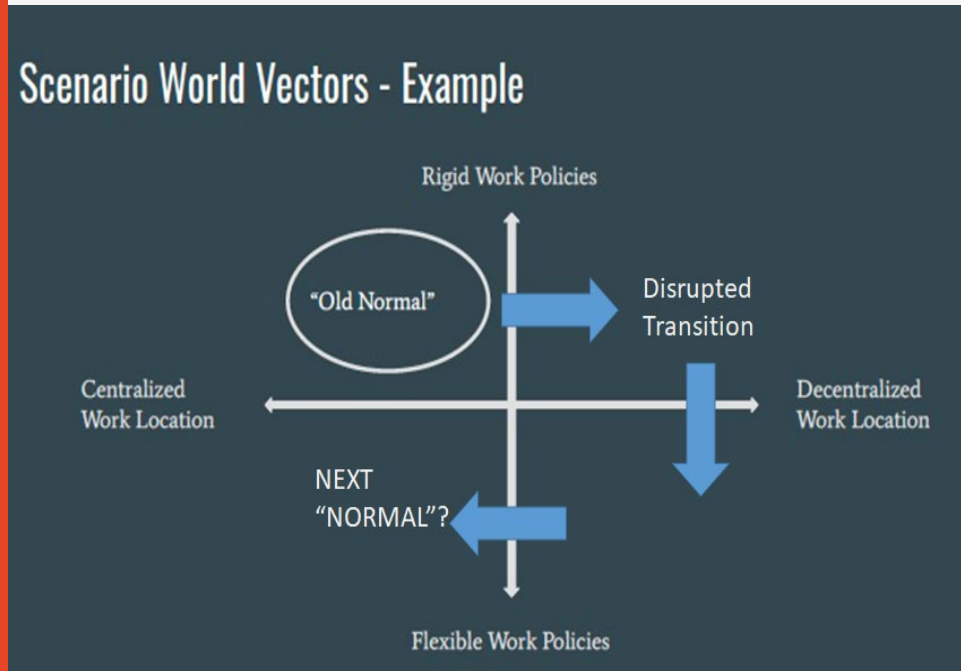 Scenario World Vectors - Example
Rigid Work Policies
“Old Normal”
Disrupted
Transition
Centralized
Work Location
Decentralized
Work Location
NEXT
“NORMAL”?
Flexible Work Policies